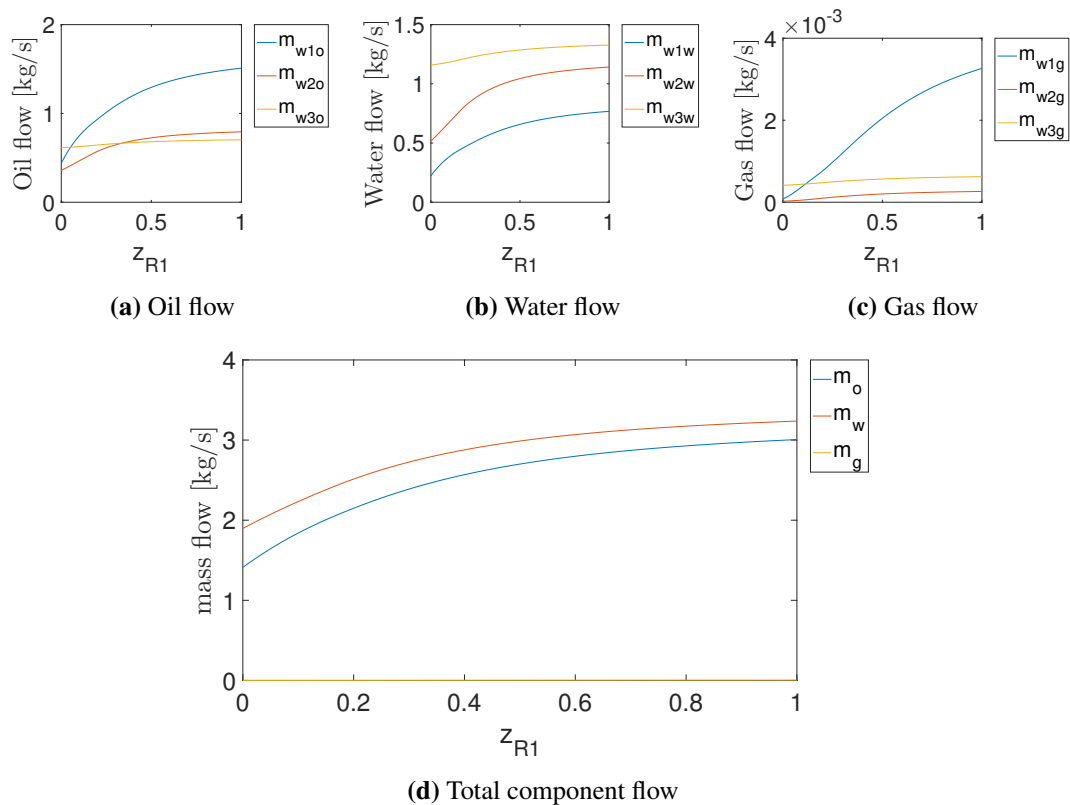 Oil flow [kg/s]
2
1
0
0
0.5
1
z_R1
m_w1o
m_w2o
m_w3o
(a) Oil flow
Water flow [kg/s]
1.5
1
0.5
0
0
0.5
1
z_R1
m_w1w
m_w2w
m_w3w
(b) Water flow
Gas flow [kg/s]
×10^-3
4
2
0
0
0.5
1
z_R1
m_w1g
m_w2g
m_w3g
(c) Gas flow
mass flow [kg/s]
4
3
2
1
0
0
0.2
0.4
0.6
0.8
1
z_R1
m_o
m_w
m_g
(d) Total component flow